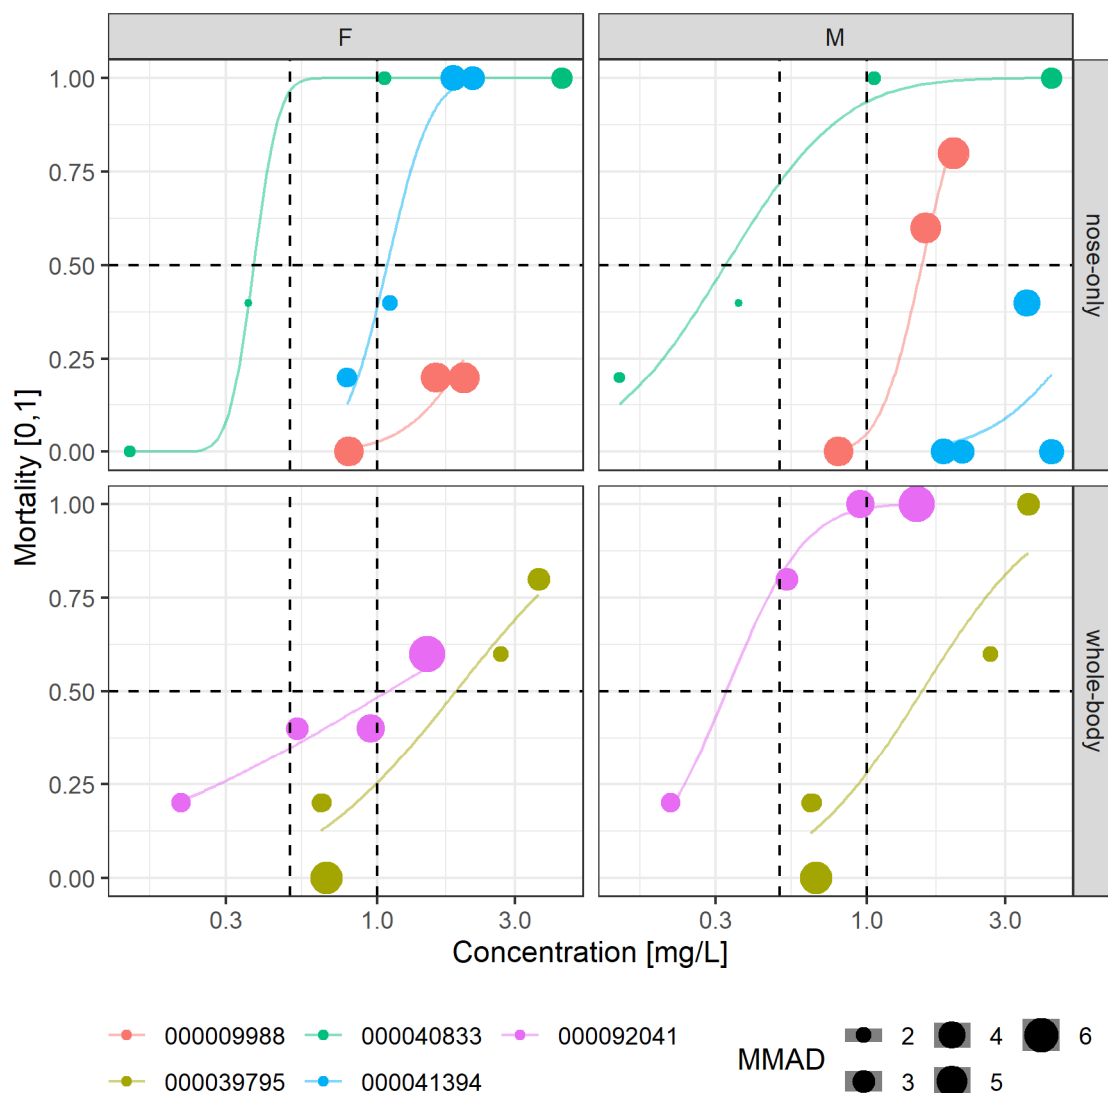 F M
1.00
0.75
0.50
0.25
0.00
nose-only
Mortality [0,1]
1.00
0.75
0.50
0.25
0.00
whole-body
0.3 1.0 3.0 0.3 1.0 3.0
Concentration [mg/L]
000009988 000040833 000092041
000039795 000041394
MMAD
2 4 6
3 5